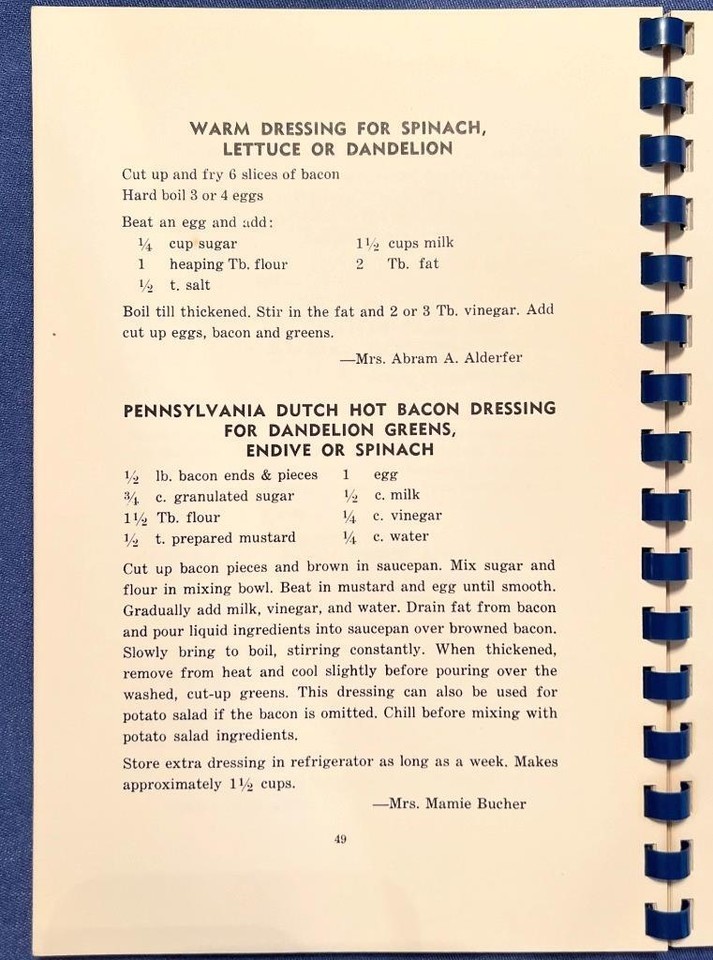 WARM DRESSING FOR SPINACH,
LETTUCE OR DANDELION
Cut up and fry 6 slices of bacon
Hard boil 3 or 4 eggs
Beat an egg and add:
¼ cup sugar 1½ cups milk
1 heaping Tb. flour 2 Tb. fat
½ t. salt
Boil till thickened. Stir in the fat and 2 or 3 Tb. vinegar. Add
cut up eggs, bacon and greens.
—Mrs. Abram A. Alderfer
PENNSYLVANIA DUTCH HOT BACON DRESSING
FOR DANDELION GREENS,
ENDIVE OR SPINACH
½ lb. bacon ends & pieces 1 egg
¾ c. granulated sugar ½ c. milk
1½ Tb. flour ¼ c. vinegar
½ t. prepared mustard ¼ c. water
Cut up bacon pieces and brown in saucepan. Mix sugar and
flour in mixing bowl. Beat in mustard and egg until smooth.
Gradually add milk, vinegar, and water. Drain fat from bacon
and pour liquid ingredients into saucepan over browned bacon.
Slowly bring to boil, stirring constantly. When thickened,
remove from heat and cool slightly before pouring over the
washed, cut-up greens. This dressing can also be used for
potato salad if the bacon is omitted. Chill before mixing with
potato salad ingredients.
Store extra dressing in refrigerator as long as a week. Makes
approximately 1½ cups.
—Mrs. Mamie Bucher
49